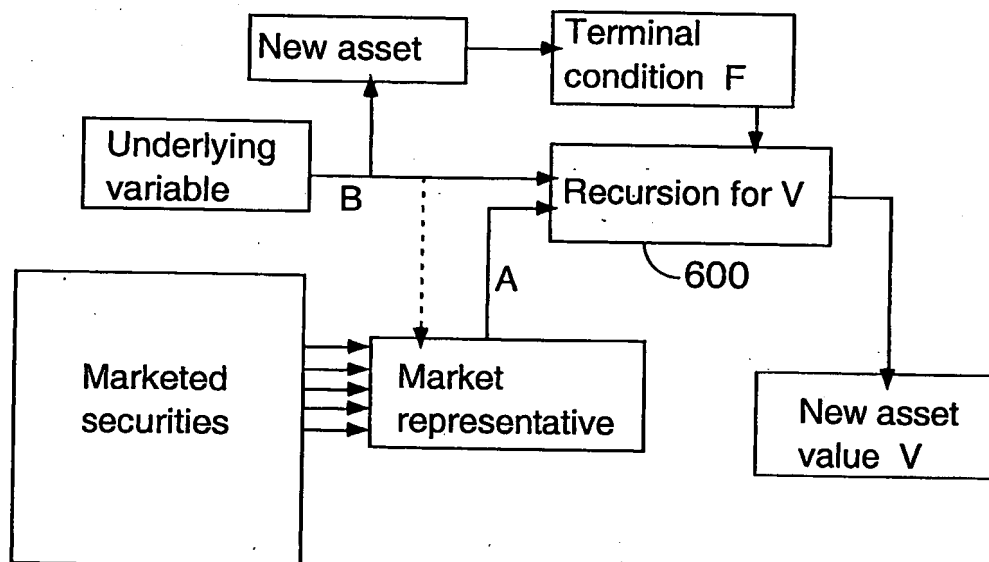 New asset
Terminal
condition F
Underlying
variable
B
Recursion for V
600
A
Marketed
securities
Market
representative
New asset
value V